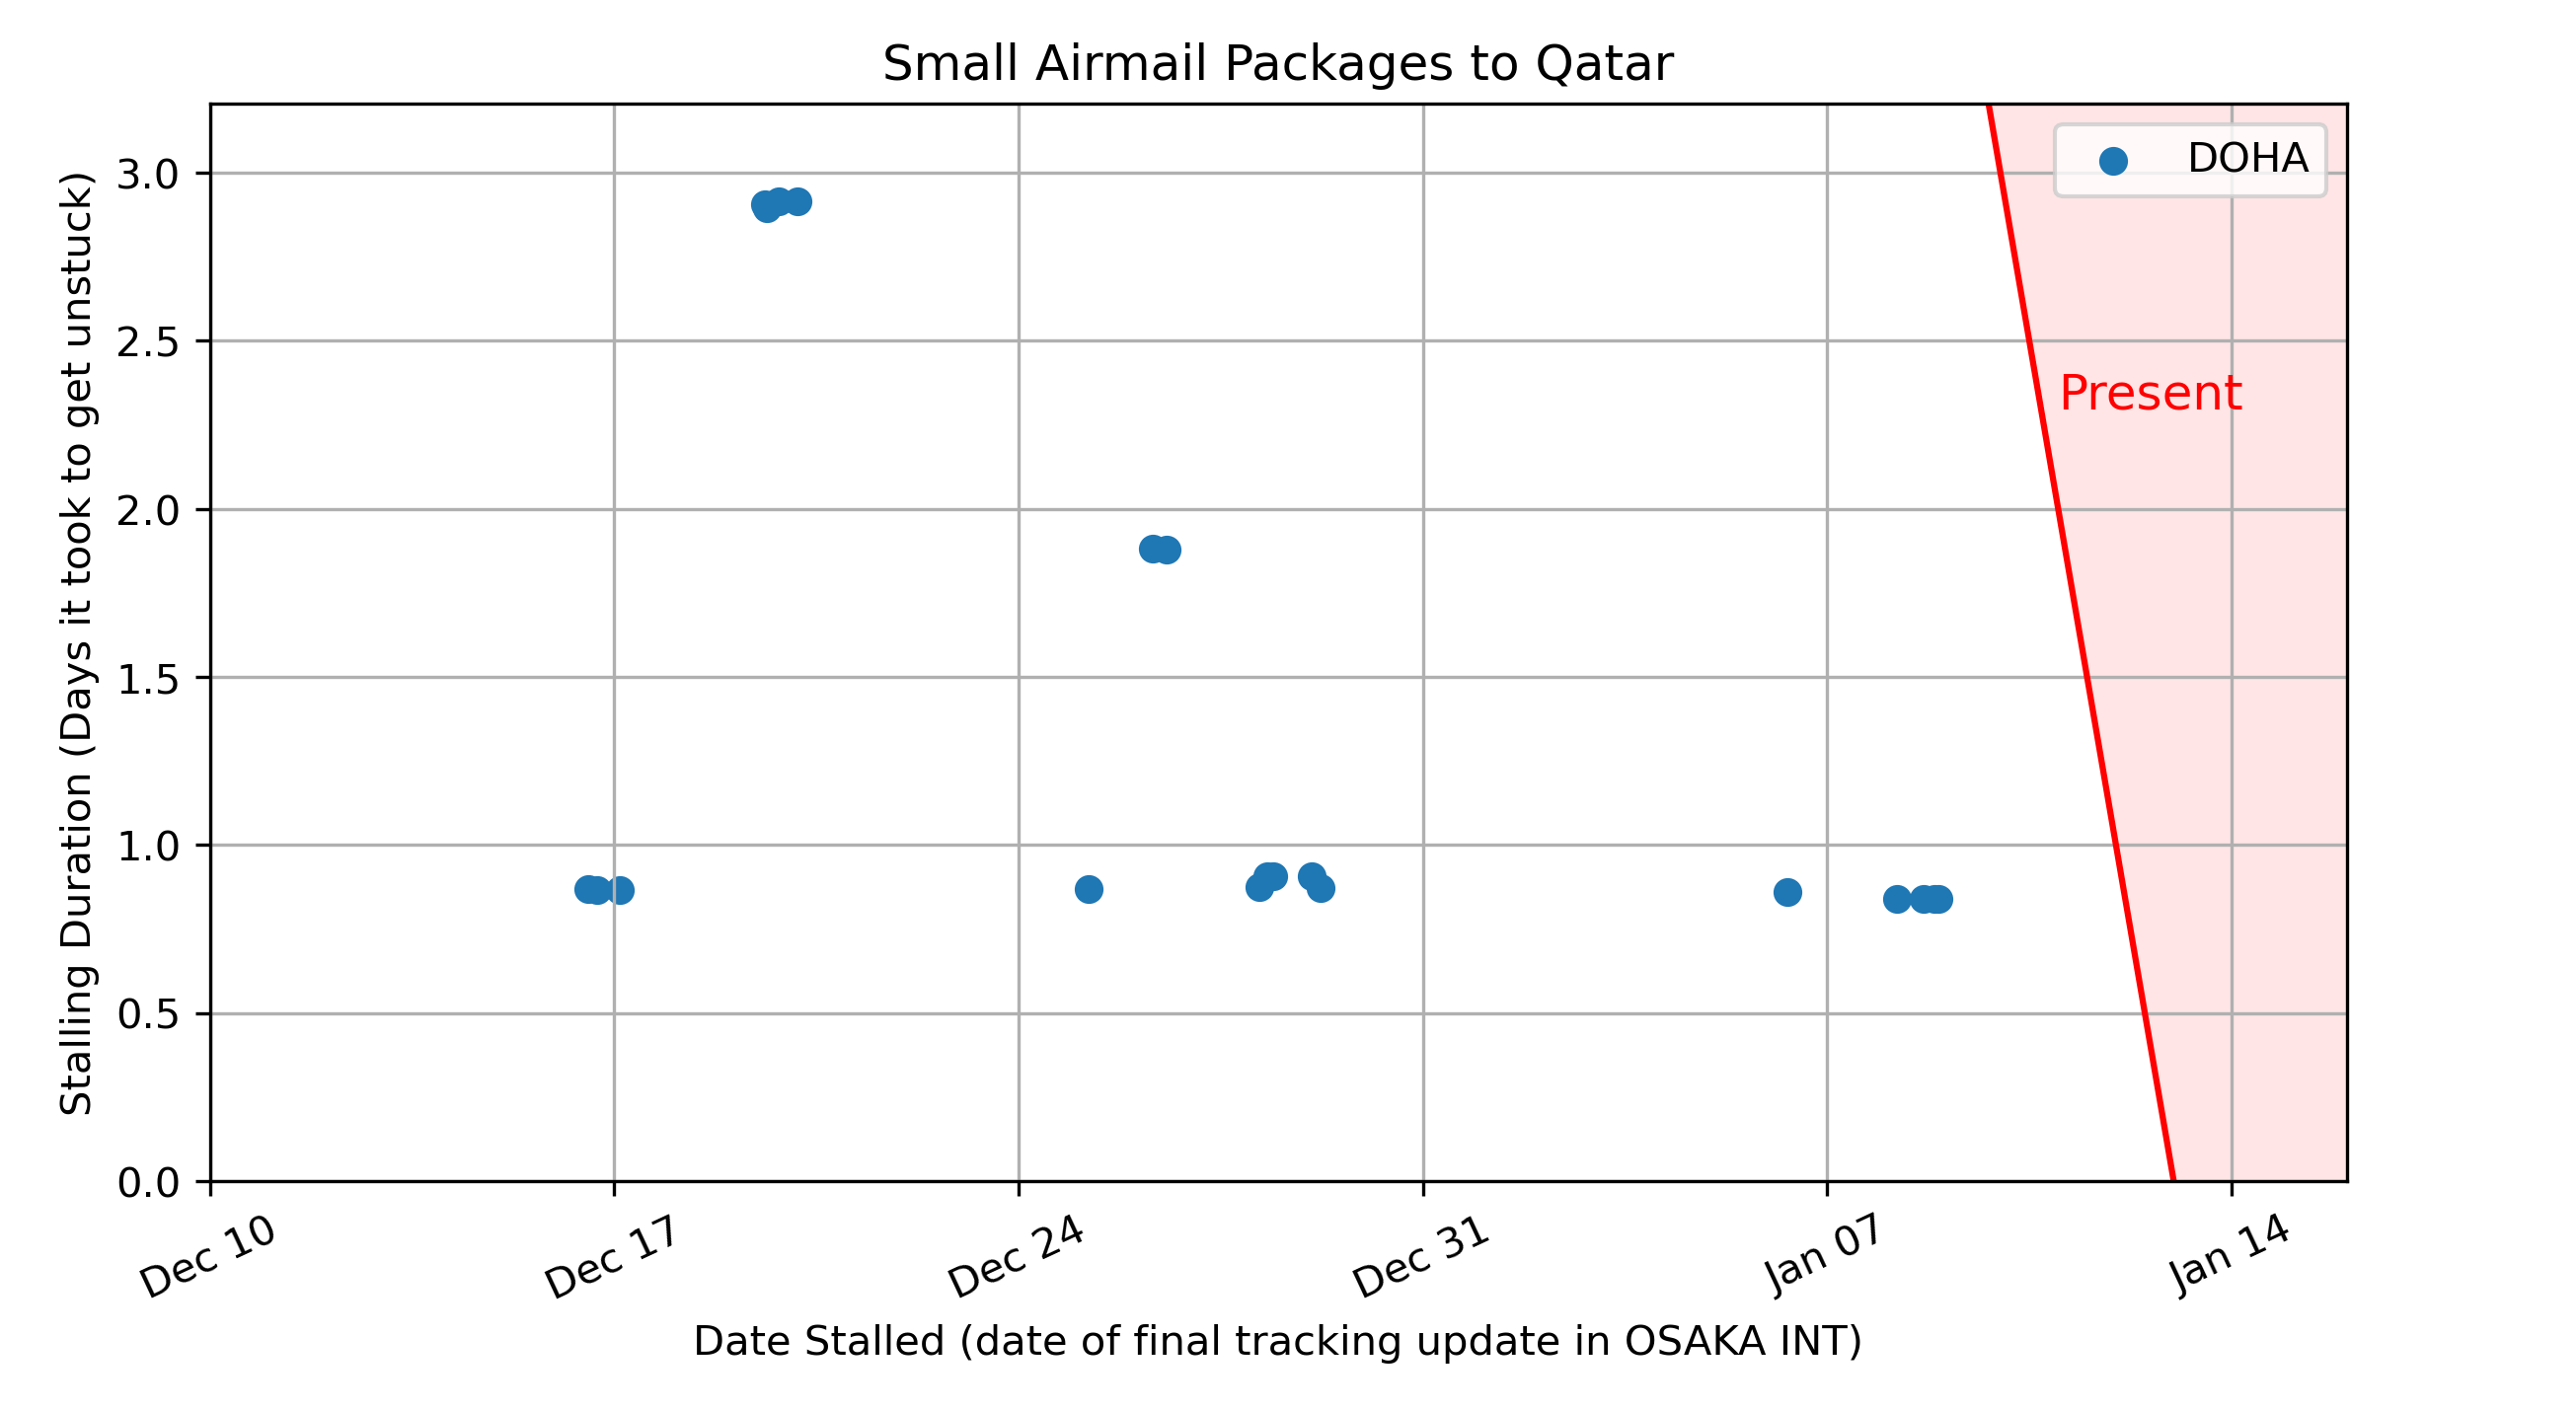 Small Airmail Packages to Qatar
DOHA
Present
Stalling Duration (Days it took to get unstuck)
3.0
2.5
2.0
1.5
1.0
0.5
0.0
Dec 10
Dec 17
Dec 24
Dec 31
Jan 07
Jan 14
Date Stalled (date of final tracking update in OSAKA INT)